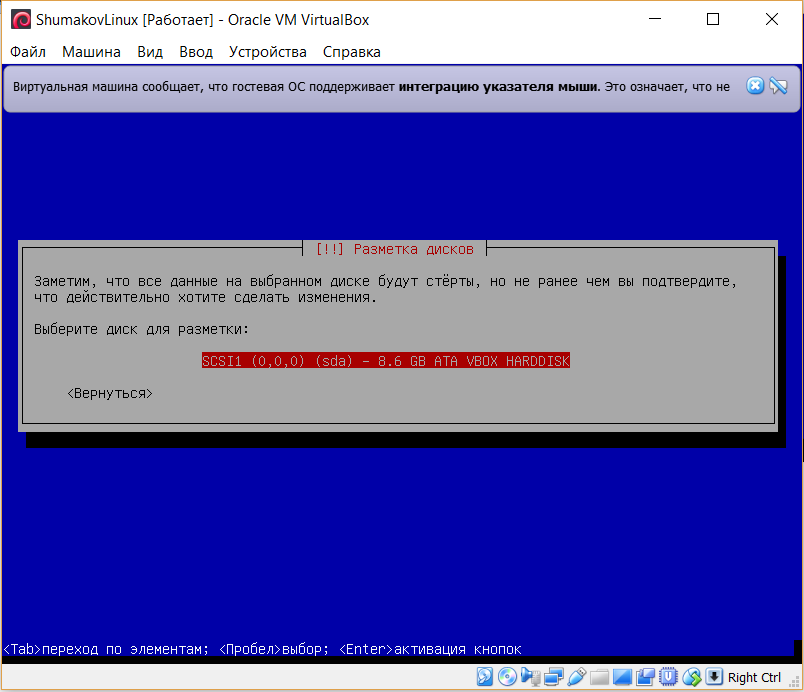 ShumakovLinux [Работает] - Oracle VM VirtualBox
Файл Машина Вид Ввод Устройства Справка
Виртуальная машина сообщает, что гостевая ОС поддерживает интеграцию указателя мыши. Это означает, что не
[!!] Разметка дисков
Заметим, что все данные на выбранном диске будут стёрты, но не ранее чем вы подтвердите,
что действительно хотите сделать изменения.
Выберите диск для разметки:
SCSI1 (0,0,0) (sda) - 8.6 GB ATA VBOX HARDDISK
<Вернуться>
<Tab>переход по элементам; <Пробел>выбор; <Enter>активация кнопок
Right Ctrl